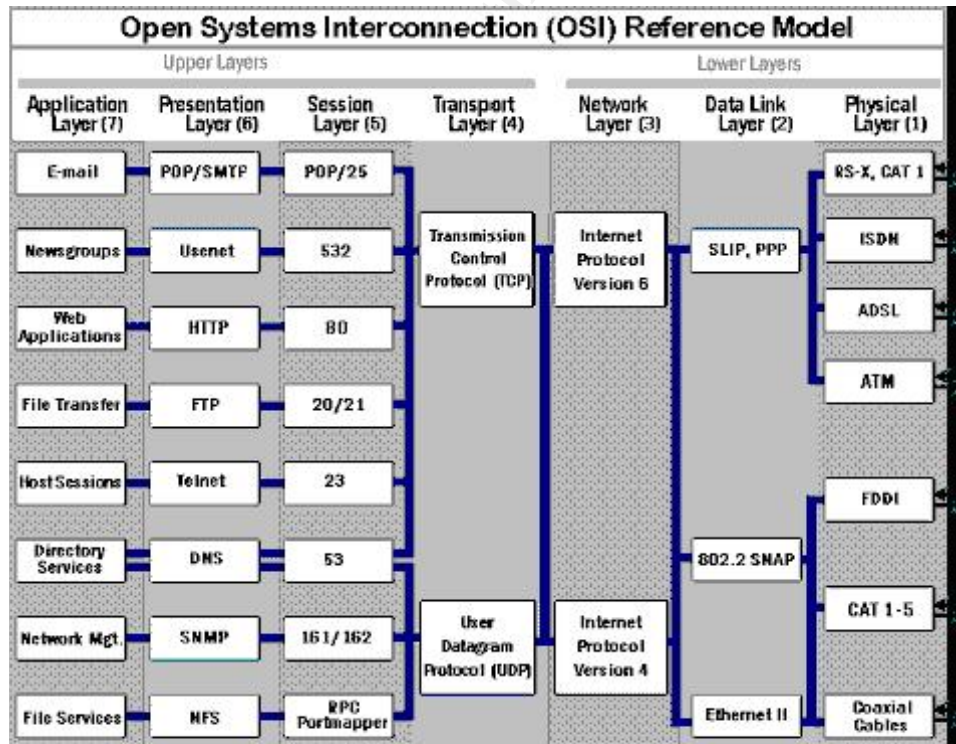 Open Systems Interconnection (OSI) Reference Model
Upper Layers
Lower Layers
Application
Layer (7)
Presentation
Layer (6)
Session
Layer (5)
Transport
Layer (4)
Network
Layer (3)
Data Link
Layer (2)
Physical
Layer (1)
E-mail
POP/SMTP
POP/25
RS-X, CAT 1
Newsgroups
Usenet
532
Transmission
Control
Protocol (TCP)
Internet
Protocol
Version 6
SLIP, PPP
ISDN
Web
Applications
HTTP
80
ADSL
File Transfer
FTP
20/21
ATM
Host Sessions
Telnet
23
FDDI
Directory
Services
DNS
53
802.2 SNAP
Network Mgt.
SNMP
161/162
User
Datagram
Protocol (UDP)
Internet
Protocol
Version 4
CAT 1-5
File Services
NFS
RPC
Portmapper
Ethernet II
Coaxial
Cables